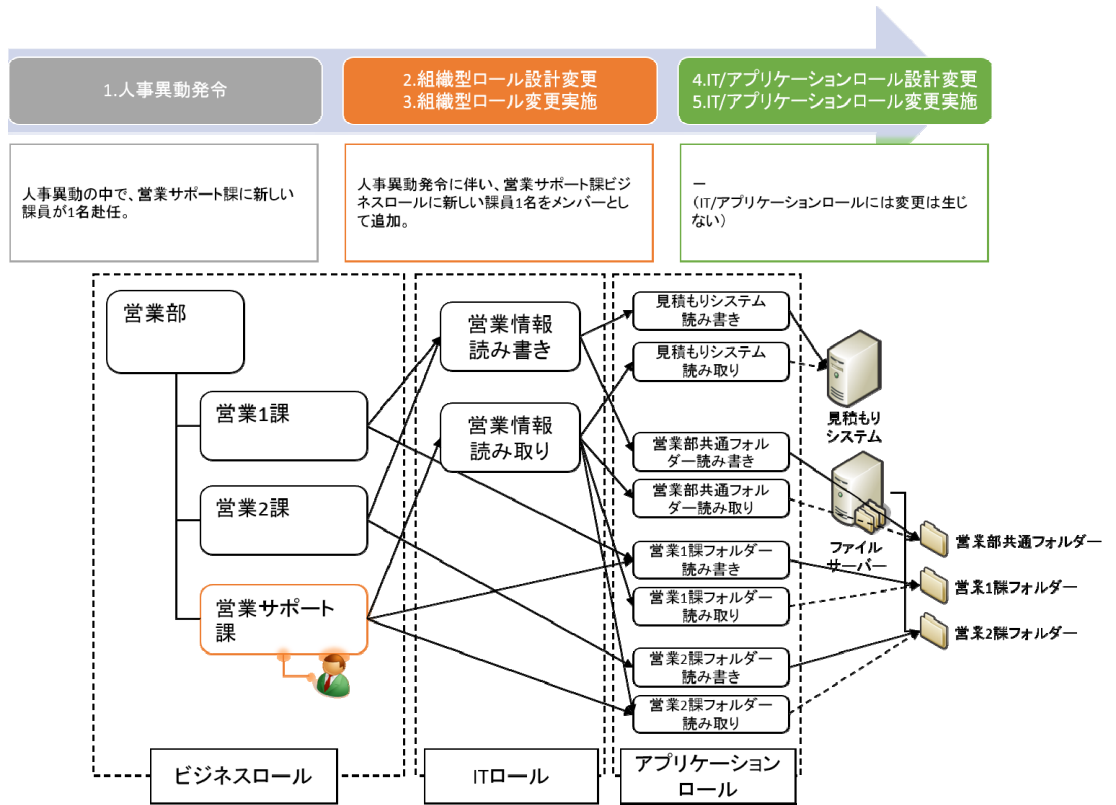 1.人事異動発令
2.組織型ロール設計変更
3.組織型ロール変更実施
4.IT/アプリケーションロール設計変更
5.IT/アプリケーションロール変更実施
人事異動の中で、営業サポート課に新しい
課員が1名赴任。
人事異動発令に伴い、営業サポート課ビジ
ネスロールに新しい課員1名をメンバーとし
て追加。
ー
（IT/アプリケーションロールには変更は生じ
ない）
営業部
営業1課
営業2課
営業サポート
課
ビジネスロール
営業情報
読み書き
営業情報
読み取り
ITロール
見積もりシステム
読み書き
見積もりシステム
読み取り
営業部共通フォル
ダー読み書き
営業部共通フォル
ダー読み取り
営業1課フォルダー
読み書き
営業1課フォルダー
読み取り
営業2課フォルダー
読み書き
営業2課フォルダー
読み取り
アプリケーション
ロール
見積もり
システム
ファイル
サーバー
営業部共通フォルダー
営業1課フォルダー
営業2課フォルダー